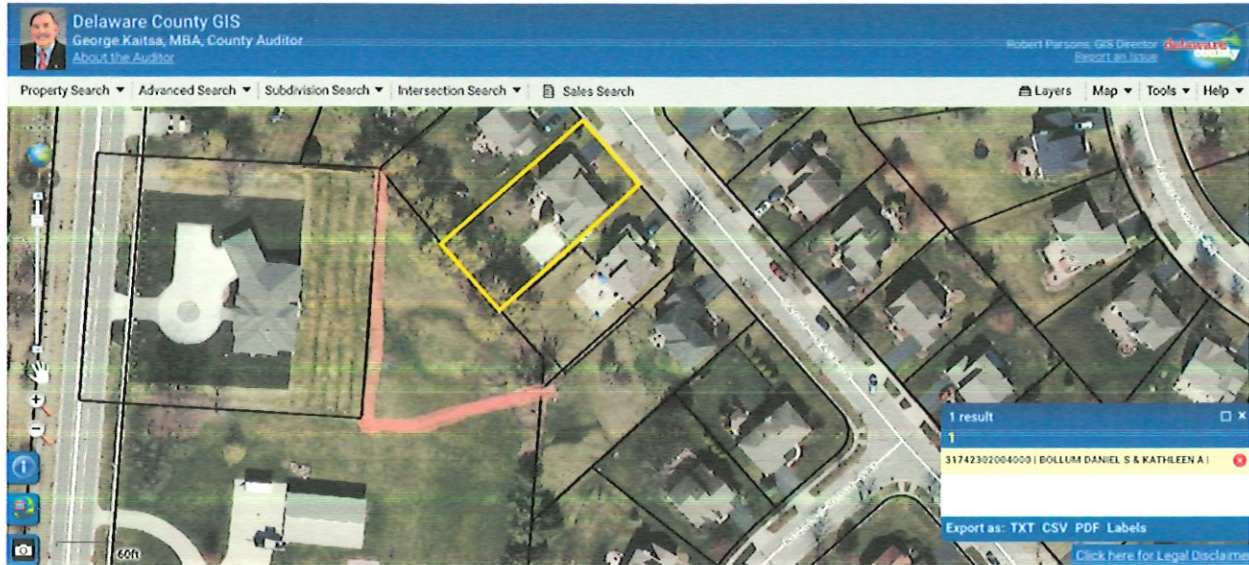 Delaware County GIS
George Kaitsa, MBA, County Auditor
About the Auditor
Robert Parsons, GIS Director
Report an Issue
delaware
county
Property Search
Advanced Search
Subdivision Search
Intersection Search
Sales Search
Layers
Map
Tools
Help
60ft
1 result
1
31742302004000 | BOLLUM DANIEL S & KATHLEEN A |
Export as: TXT CSV PDF Labels
Click here for Legal Disclaimer